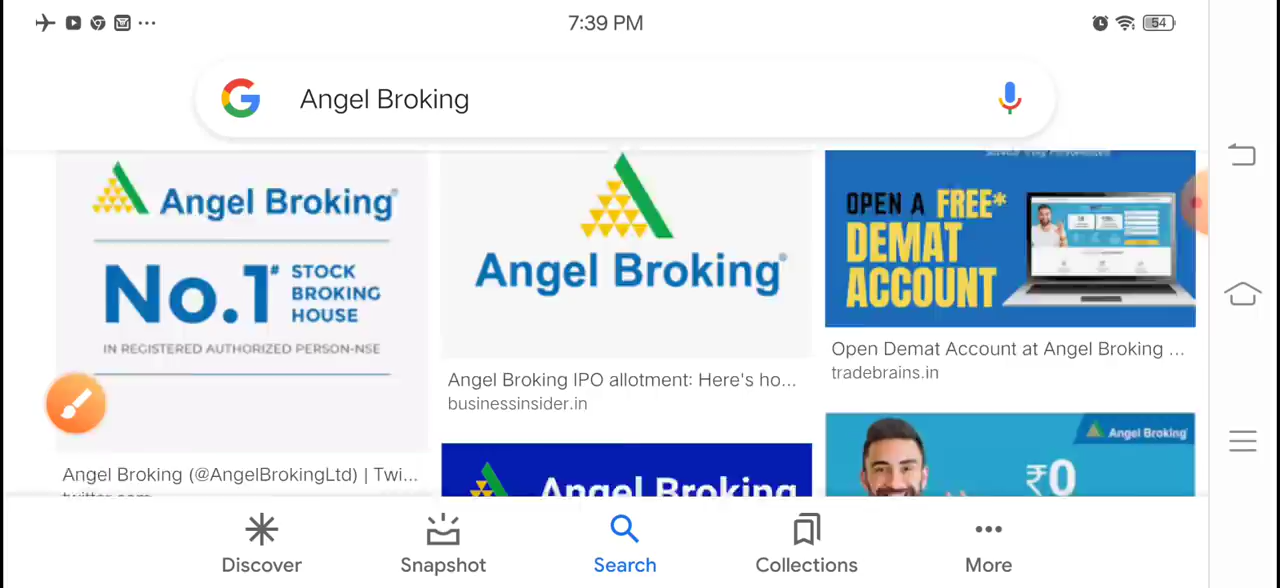 7:39 PM
54
Angel Broking
Angel Broking
No.1# STOCK
BROKING
HOUSE
IN REGISTERED AUTHORIZED PERSON-NSE
Angel Broking (@AngelBrokingLtd) | Twi...
twitter.com
Angel Broking
Angel Broking IPO allotment: Here's ho...
businessinsider.in
Angel Broking
OPEN A FREE*
DEMAT
ACCOUNT
Open Demat Account at Angel Broking ...
tradebrains.in
Angel Broking
₹0
Discover
Snapshot
Search
Collections
More